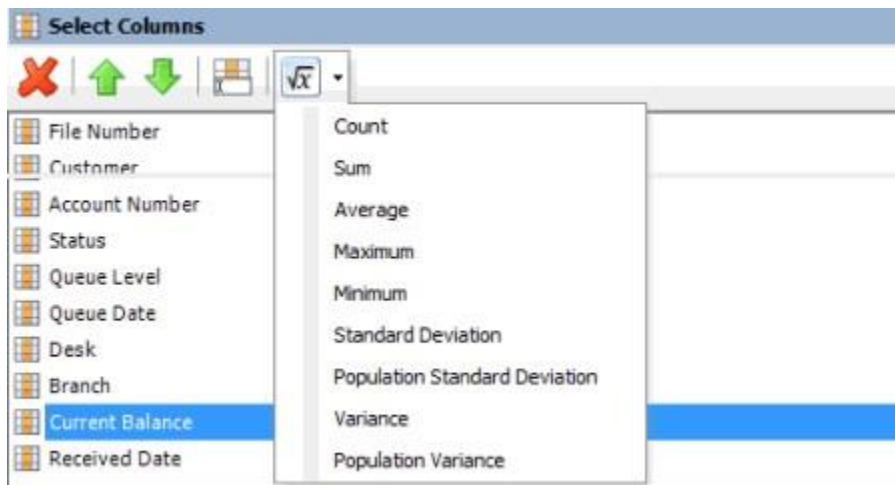 Select Columns
√x
File Number
Customer
Account Number
Status
Queue Level
Queue Date
Desk
Branch
Current Balance
Received Date
Count
Sum
Average
Maximum
Minimum
Standard Deviation
Population Standard Deviation
Variance
Population Variance